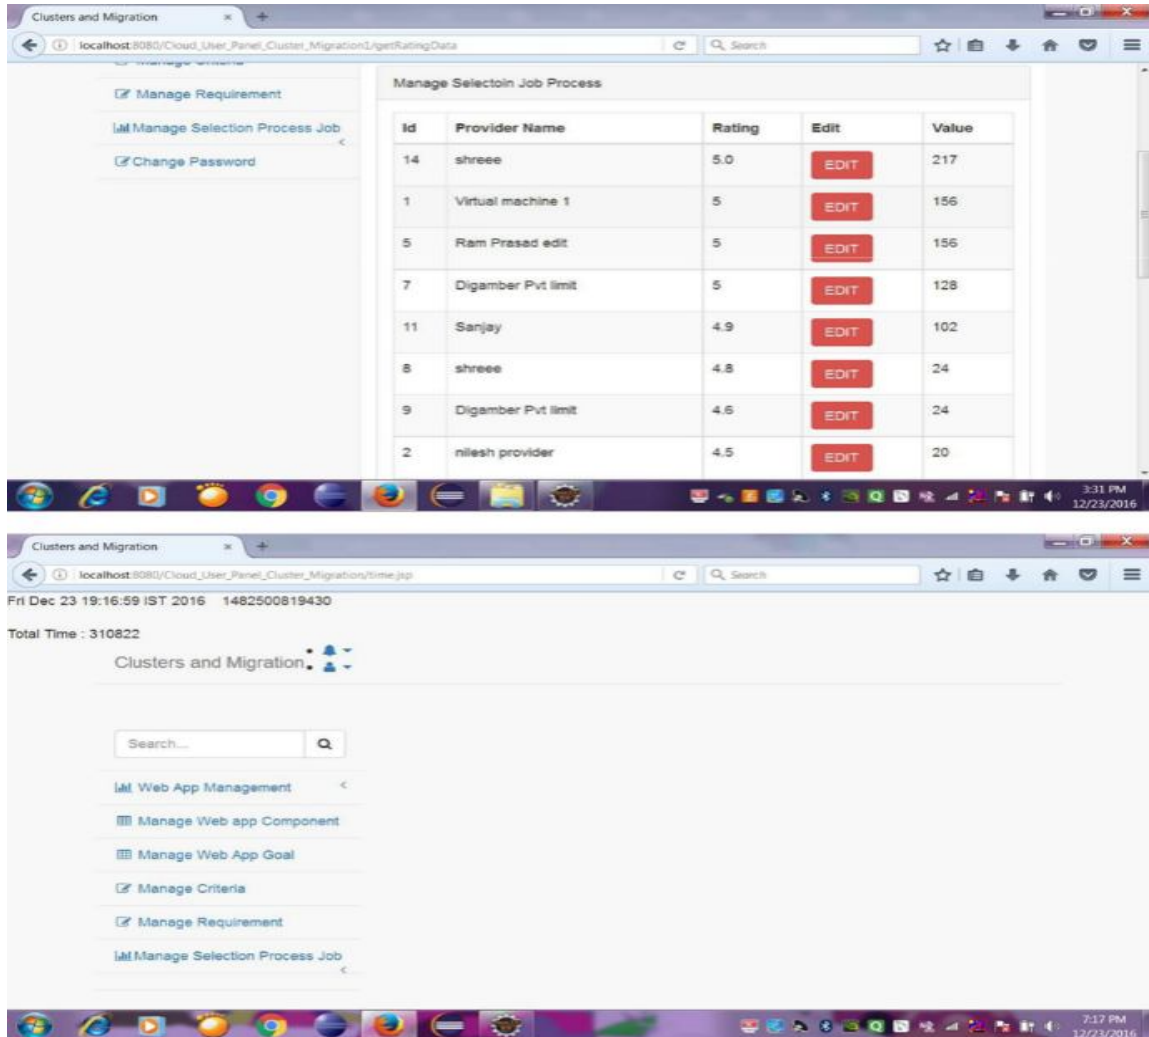 Clusters and Migration
localhost:8080/Cloud_User_Panel_Cluster_Migration1/getRatingData
Search
Manage Criteria
Manage Requirement
Manage Selection Process Job
Change Password
Manage Selectoin Job Process
Id Provider Name Rating Edit Value
14 shreee 5.0 EDIT 217
1 Virtual machine 1 5 EDIT 156
5 Ram Prasad edit 5 EDIT 156
7 Digamber Pvt limit 5 EDIT 128
11 Sanjay 4.9 EDIT 102
8 shreee 4.8 EDIT 24
9 Digamber Pvt limit 4.6 EDIT 24
2 nilesh provider 4.5 EDIT 20
3:31 PM
12/23/2016
Clusters and Migration
localhost:8080/Cloud_User_Panel_Cluster_Migration/time.jsp
Search
Fri Dec 23 19:16:59 IST 2016 1482500819430
Total Time : 310822
Clusters and Migration
Search...
Web App Management
Manage Web app Component
Manage Web App Goal
Manage Criteria
Manage Requirement
Manage Selection Process Job
7:17 PM
12/23/2016